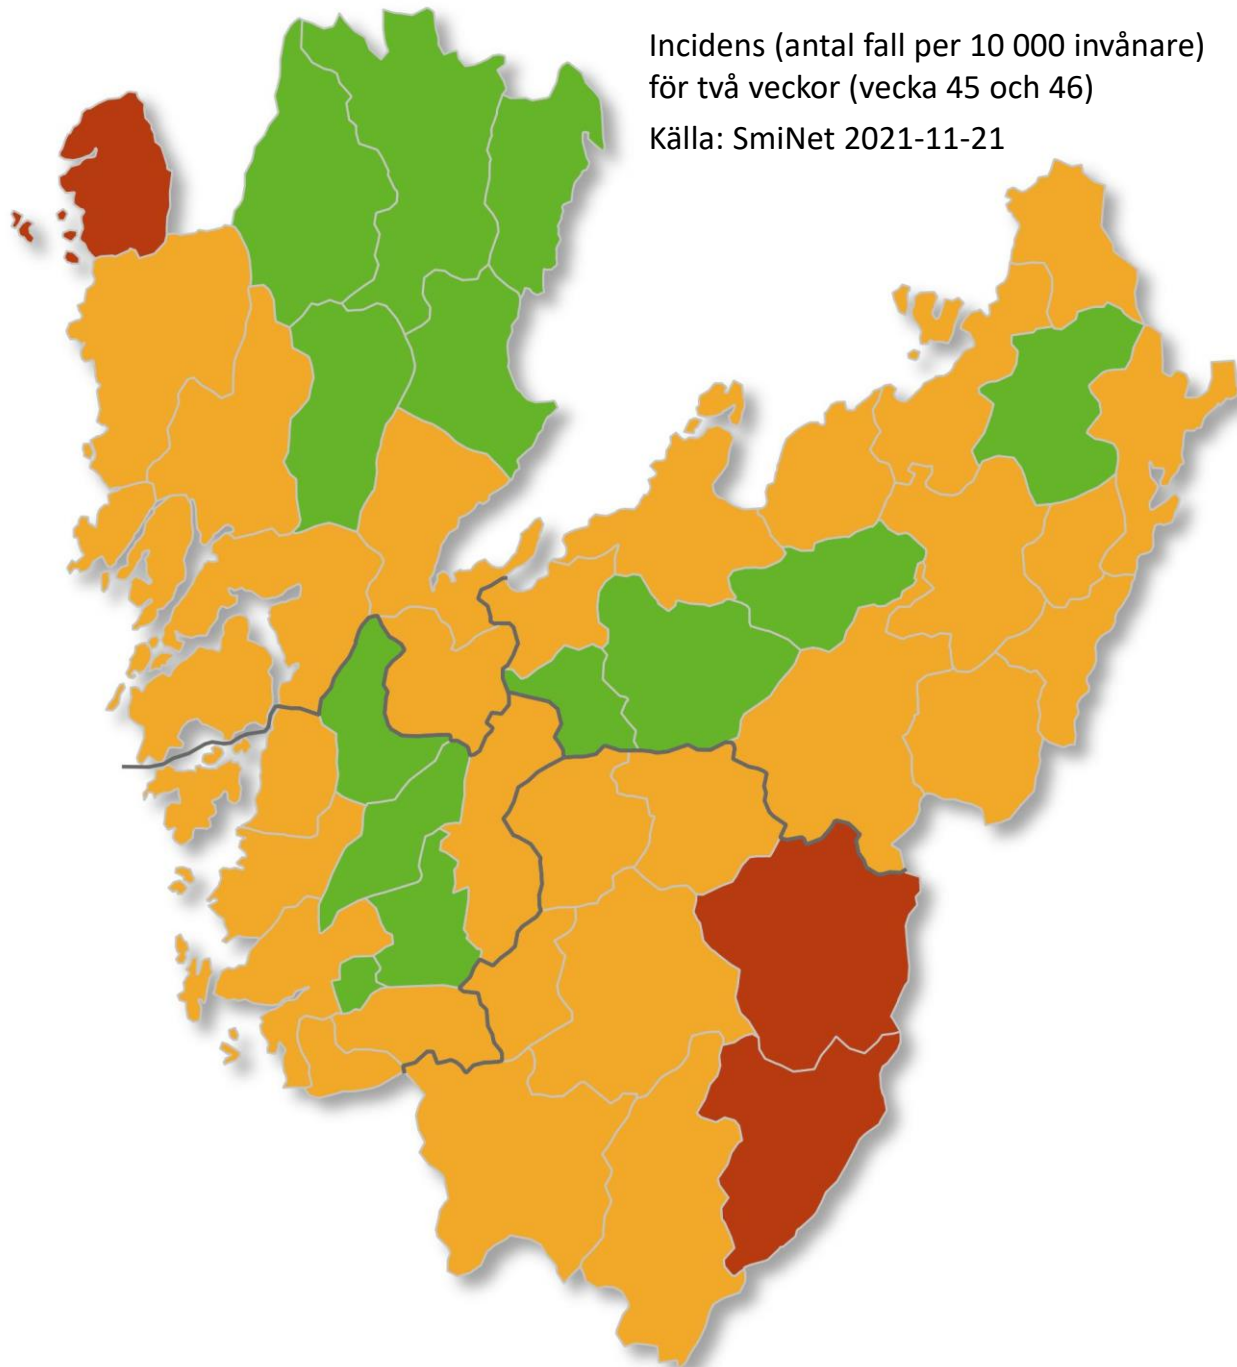 Incidens (antal fall per 10 000 invånare)
för två veckor (vecka 45 och 46)
Källa: SmiNet 2021-11-21